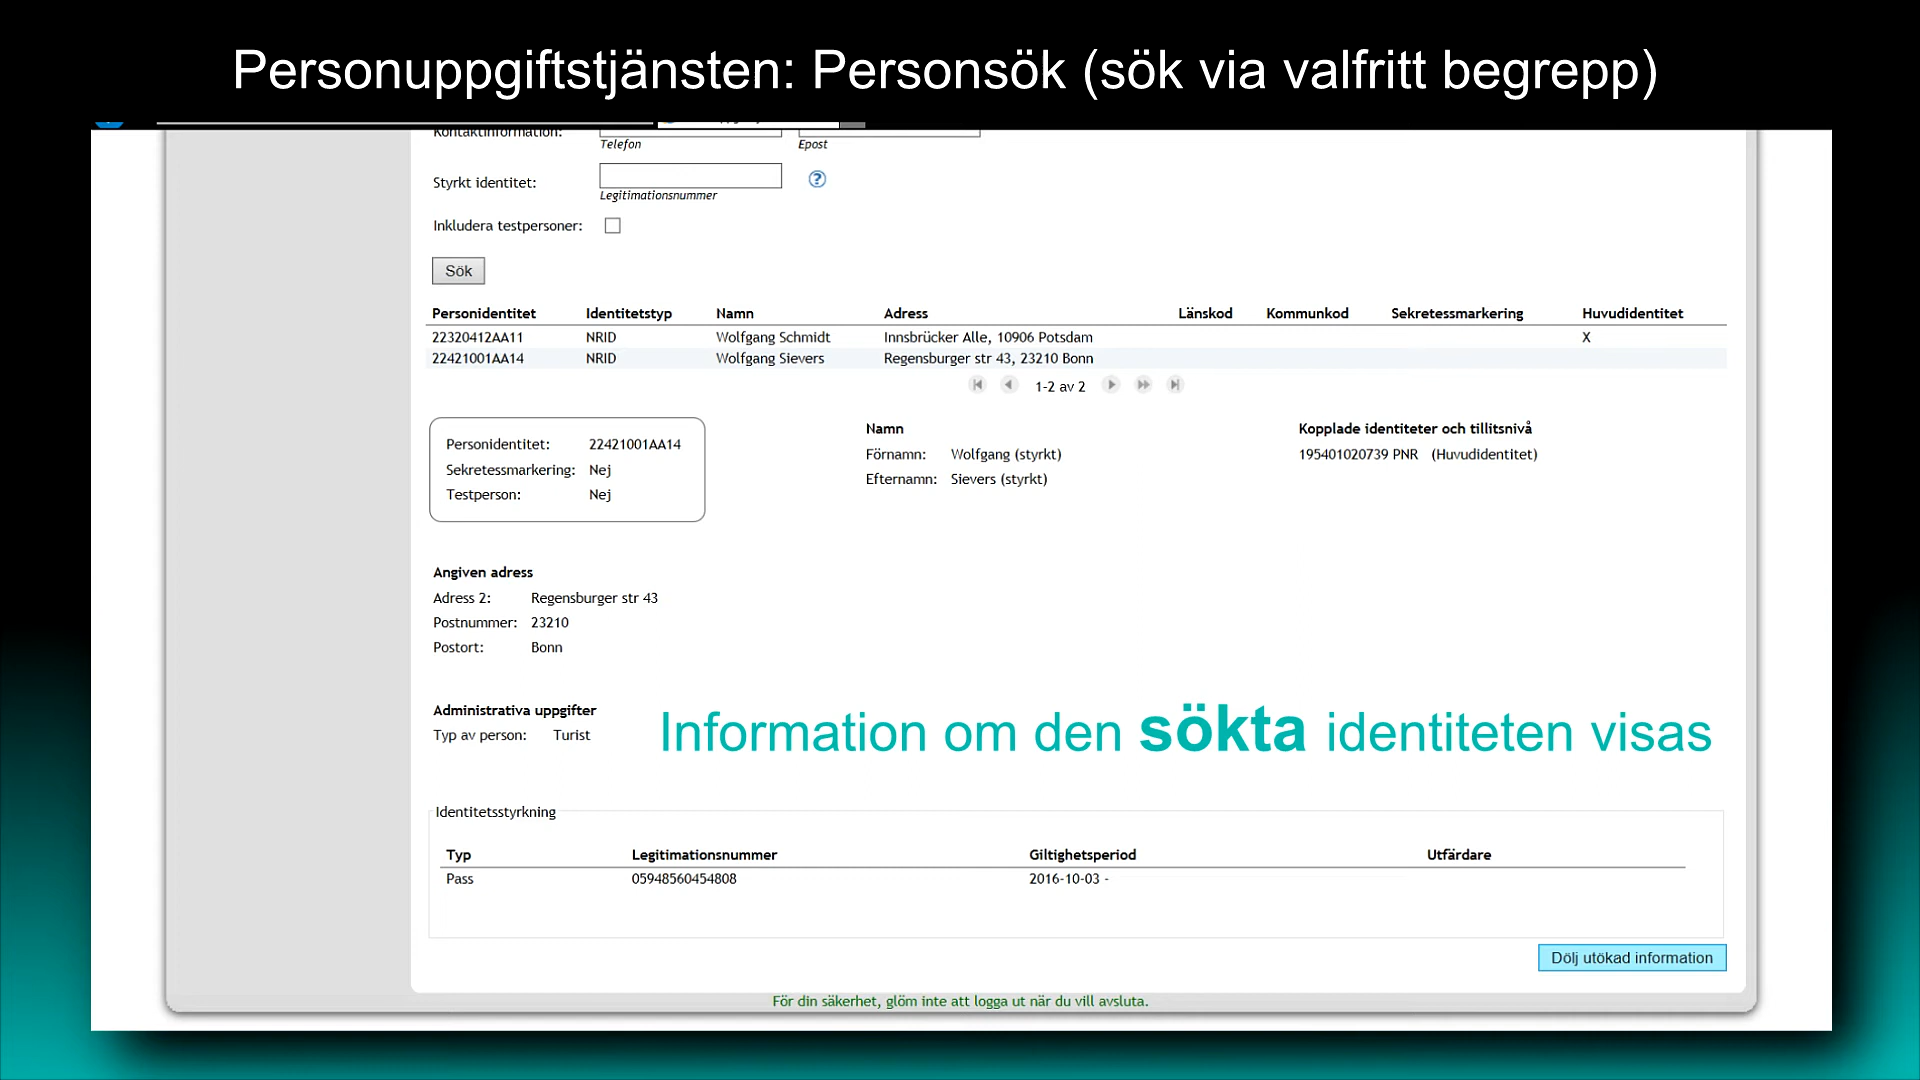 Personuppgiftstjänsten: Personsök (sök via valfritt begrepp)
Kontaktinformation:
Telefon Epost
Styrkt identitet:
Legitimationsnummer
Inkludera testpersoner:
Sök
Personidentitet Identitetstyp Namn Adress Länskod Kommunkod Sekretessmarkering Huvudidentitet
22320412AA11 NRID Wolfgang Schmidt Innsbrücker Alle, 10906 Potsdam X
22421001AA14 NRID Wolfgang Sievers Regensburger str 43, 23210 Bonn
1-2 av 2
Personidentitet: 22421001AA14
Sekretessmarkering: Nej
Testperson: Nej
Namn
Förnamn: Wolfgang (styrkt)
Efternamn: Sievers (styrkt)
Kopplade identiteter och tillitsnivå
195401020739 PNR (Huvudidentitet)
Angiven adress
Adress 2: Regensburger str 43
Postnummer: 23210
Postort: Bonn
Administrativa uppgifter
Typ av person: Turist
Information om den sökta identiteten visas
Identitetsstyrkning
Typ Legitimationsnummer Giltighetsperiod Utfärdare
Pass 05948560454808 2016-10-03 -
Dölj utökad information
För din säkerhet, glöm inte att logga ut när du vill avsluta.